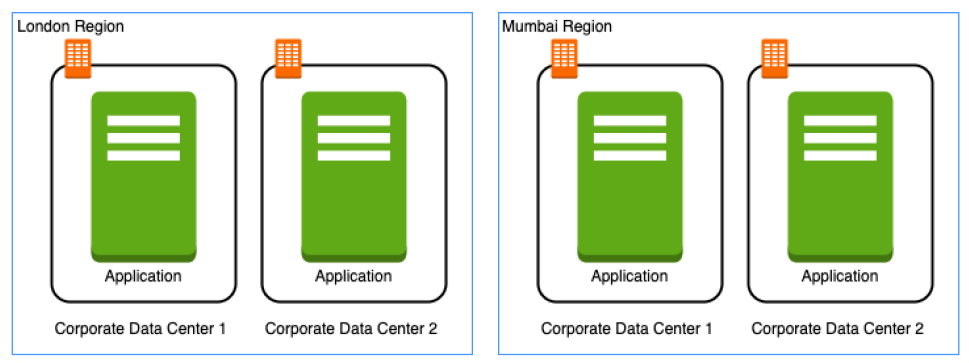 London Region
Application
Application
Corporate Data Center 1
Corporate Data Center 2
Mumbai Region
Application
Application
Corporate Data Center 1
Corporate Data Center 2